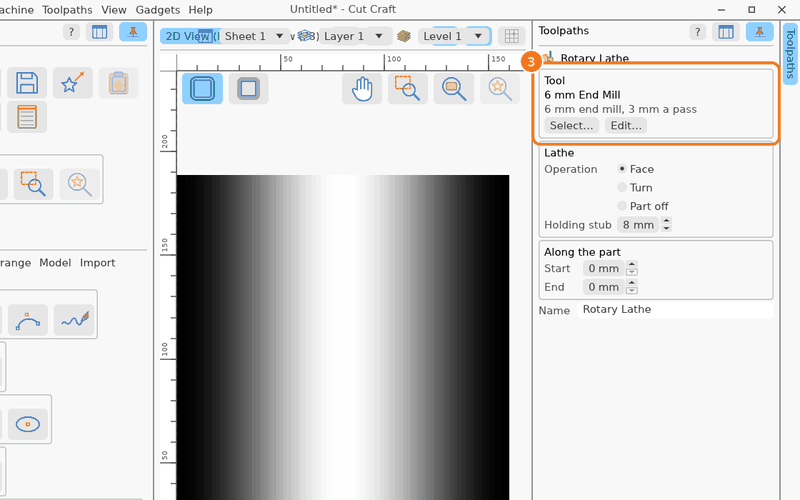 Untitled* - Cut Craft
Toolpaths View Gadgets Help
2D View Sheet 1 Layer 1 Level 1
Toolpaths
?
?
Toolpaths
50 100 150
Rotary Lathe
3
Tool
6 mm End Mill
6 mm end mill, 3 mm a pass
Select... Edit...
Lathe
Operation Face
Turn
Part off
Holding stub 8 mm
Along the part
Start 0 mm
End 0 mm
Name Rotary Lathe
Model Import
200
150
100
50